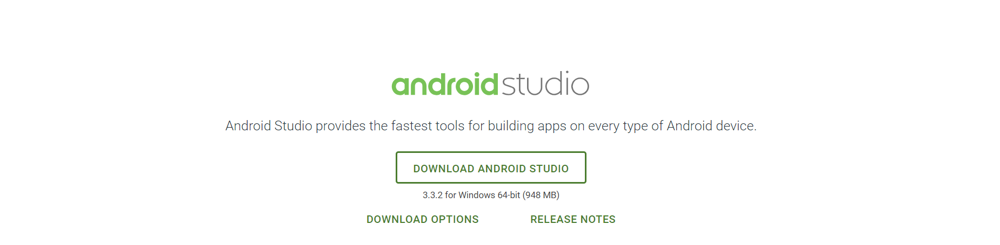 androidstudio
Android Studio provides the fastest tools for building apps on every type of Android device.
DOWNLOAD ANDROID STUDIO
3.3.2 for Windows 64-bit (948 MB)
DOWNLOAD OPTIONS RELEASE NOTES